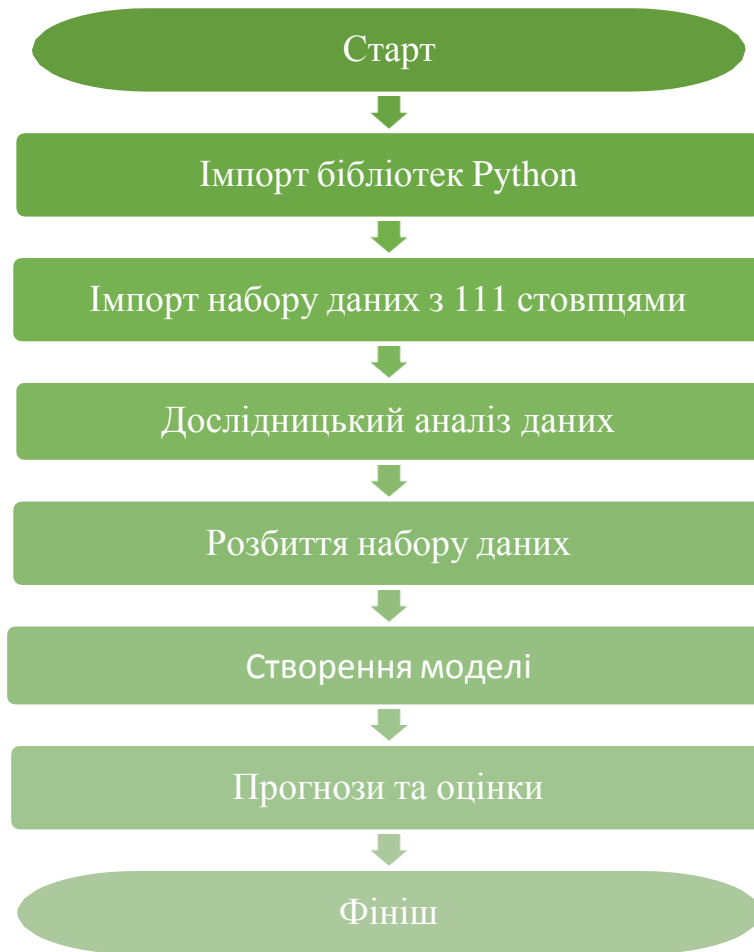 Старт
Імпорт бібліотек Python
Імпорт набору даних з 111 стовпцями
Дослідницький аналіз даних
Розбиття набору даних
Створення моделі
Прогнози та оцінки
Фініш